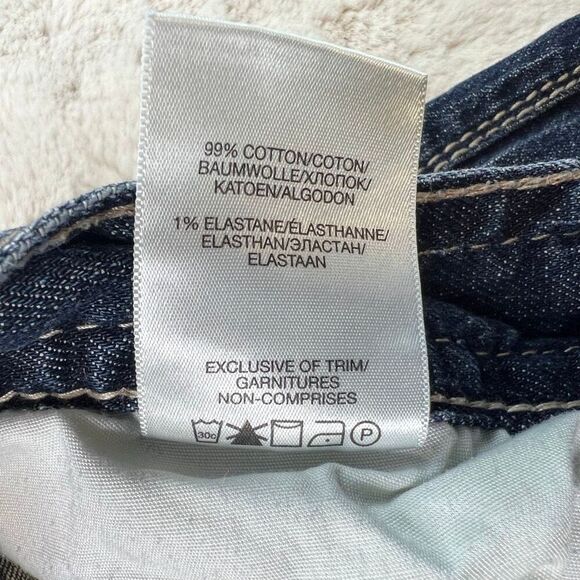 99% COTTON/COTON/
BAUMWOLLE/ХЛОПОК/
KATOEN/ALGODON
1% ELASTANE/ÉLASTHANNE/
ELASTHAN/ЭЛАСТАН/
ELASTAAN
EXCLUSIVE OF TRIM/
GARNITURES
NON-COMPRISES
30c P